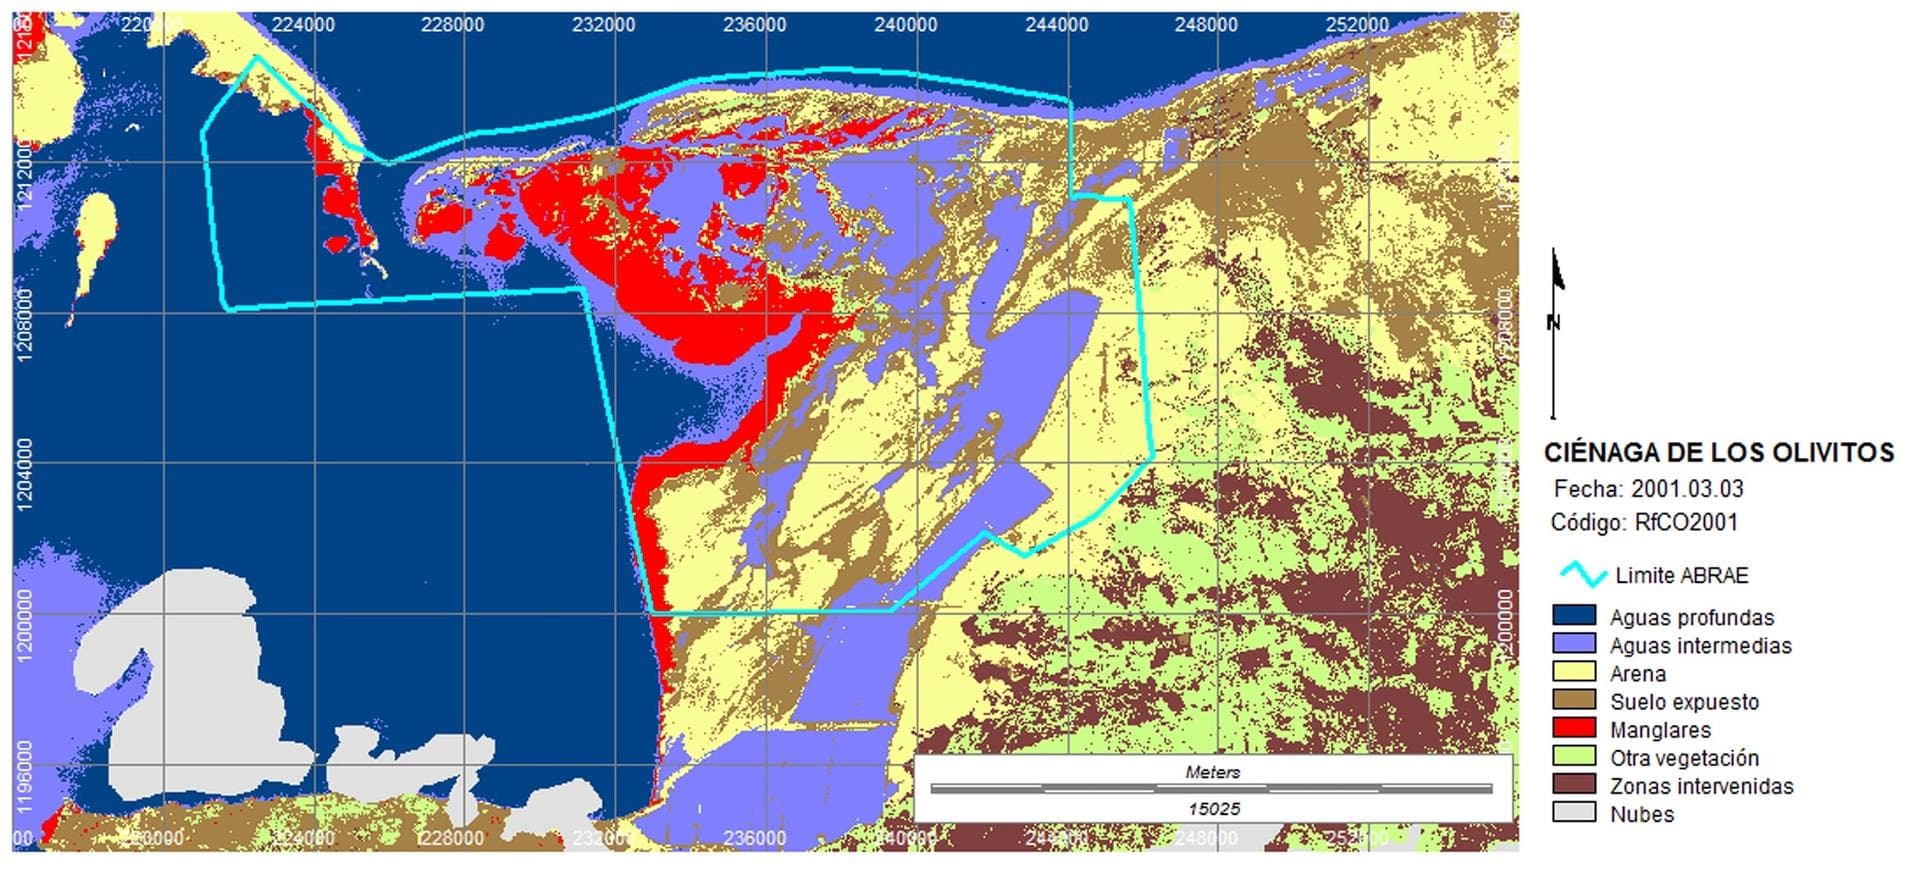 220000 224000 228000 232000 236000 240000 244000 248000 252000
1212000
1208000 1208000
1204000
1200000
1196000
220000 224000 228000 232000 236000 240000 244000 248000 252000
Meters
15025
N
CIÉNAGA DE LOS OLIVITOS
Fecha: 2001.03.03
Código: RfCO2001
Limite ABRAE
Aguas profundas
Aguas intermedias
Arena
Suelo expuesto
Manglares
Otra vegetación
Zonas intervenidas
Nubes